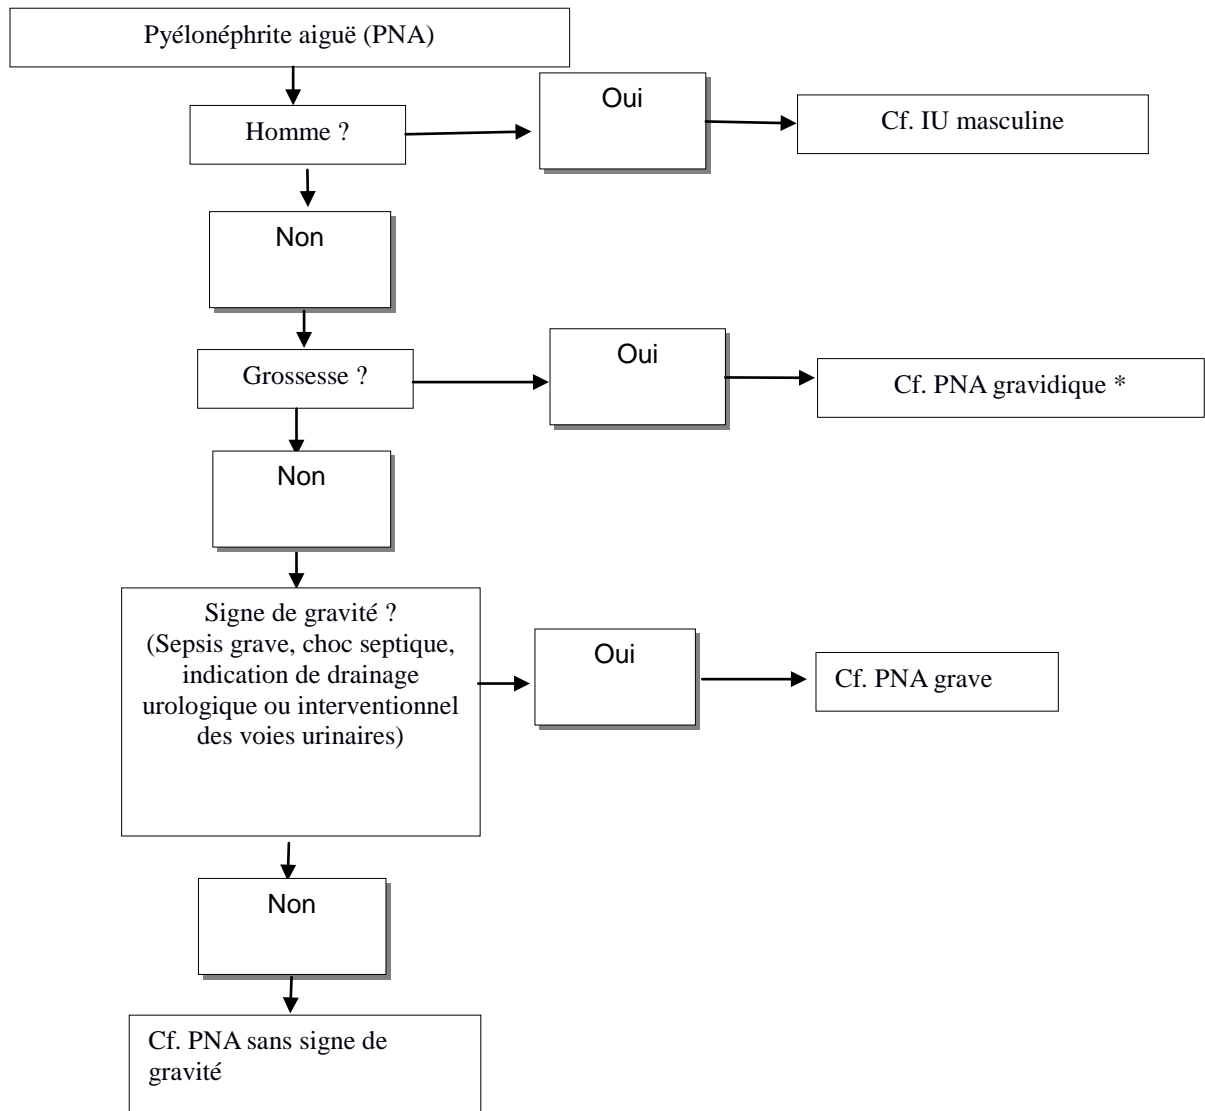 Pyélonéphrite aiguë (PNA)
Homme ?
Oui
Cf. IU masculine
Non
Grossesse ?
Oui
Cf. PNA gravidique *
Non
Signe de gravité ?
(Sepsis grave, choc septique,
indication de drainage
urologique ou interventionnel
des voies urinaires)
Oui
Cf. PNA grave
Non
Cf. PNA sans signe de
gravité